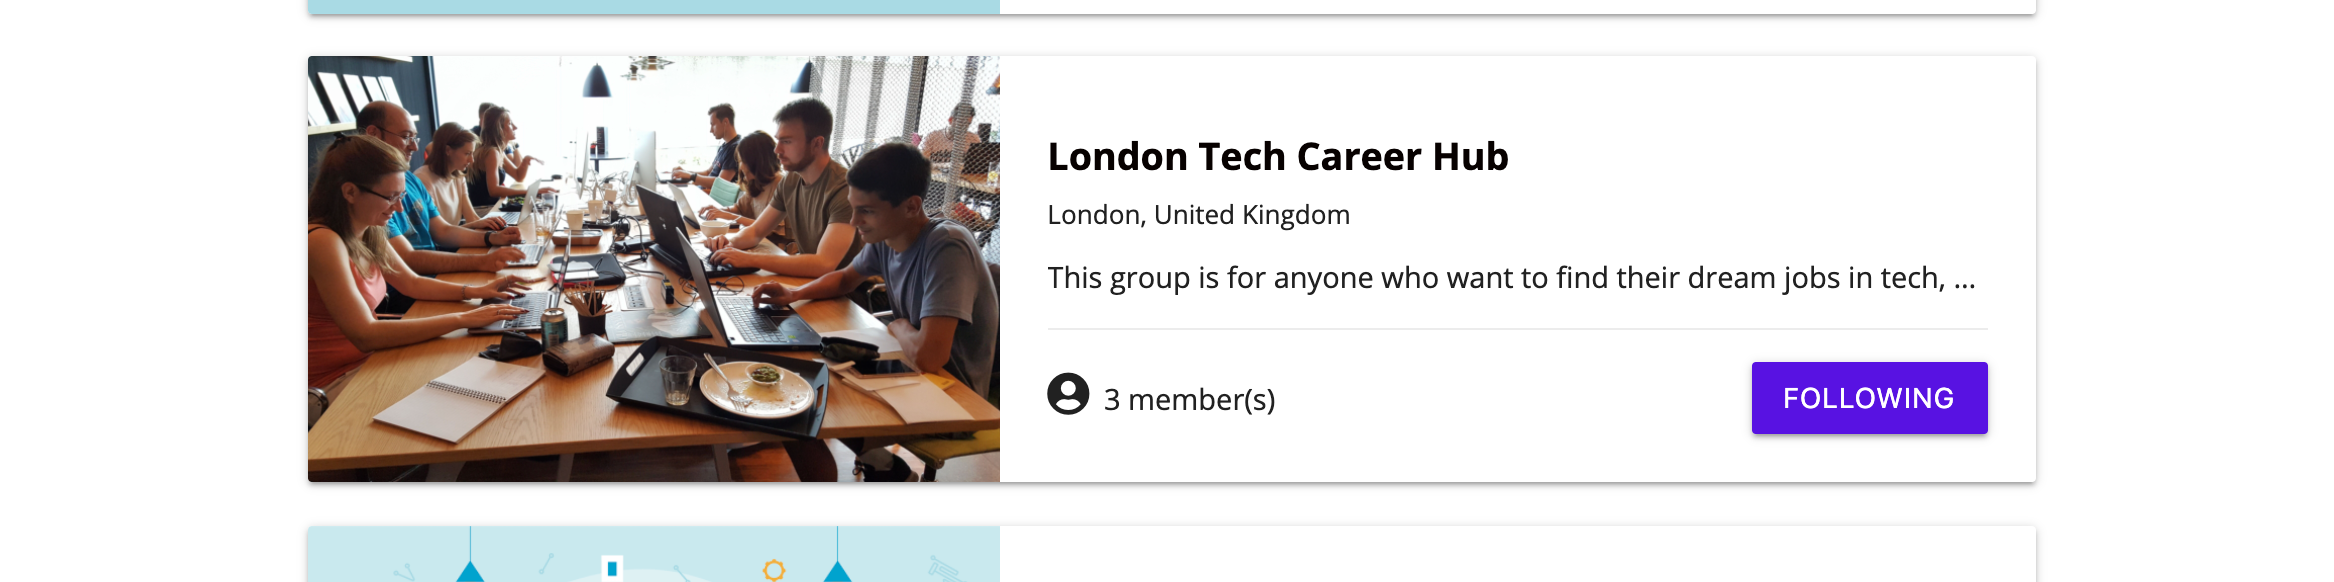 London Tech Career Hub
London, United Kingdom
This group is for anyone who want to find their dream jobs in tech, ...
3 member(s)
FOLLOWING